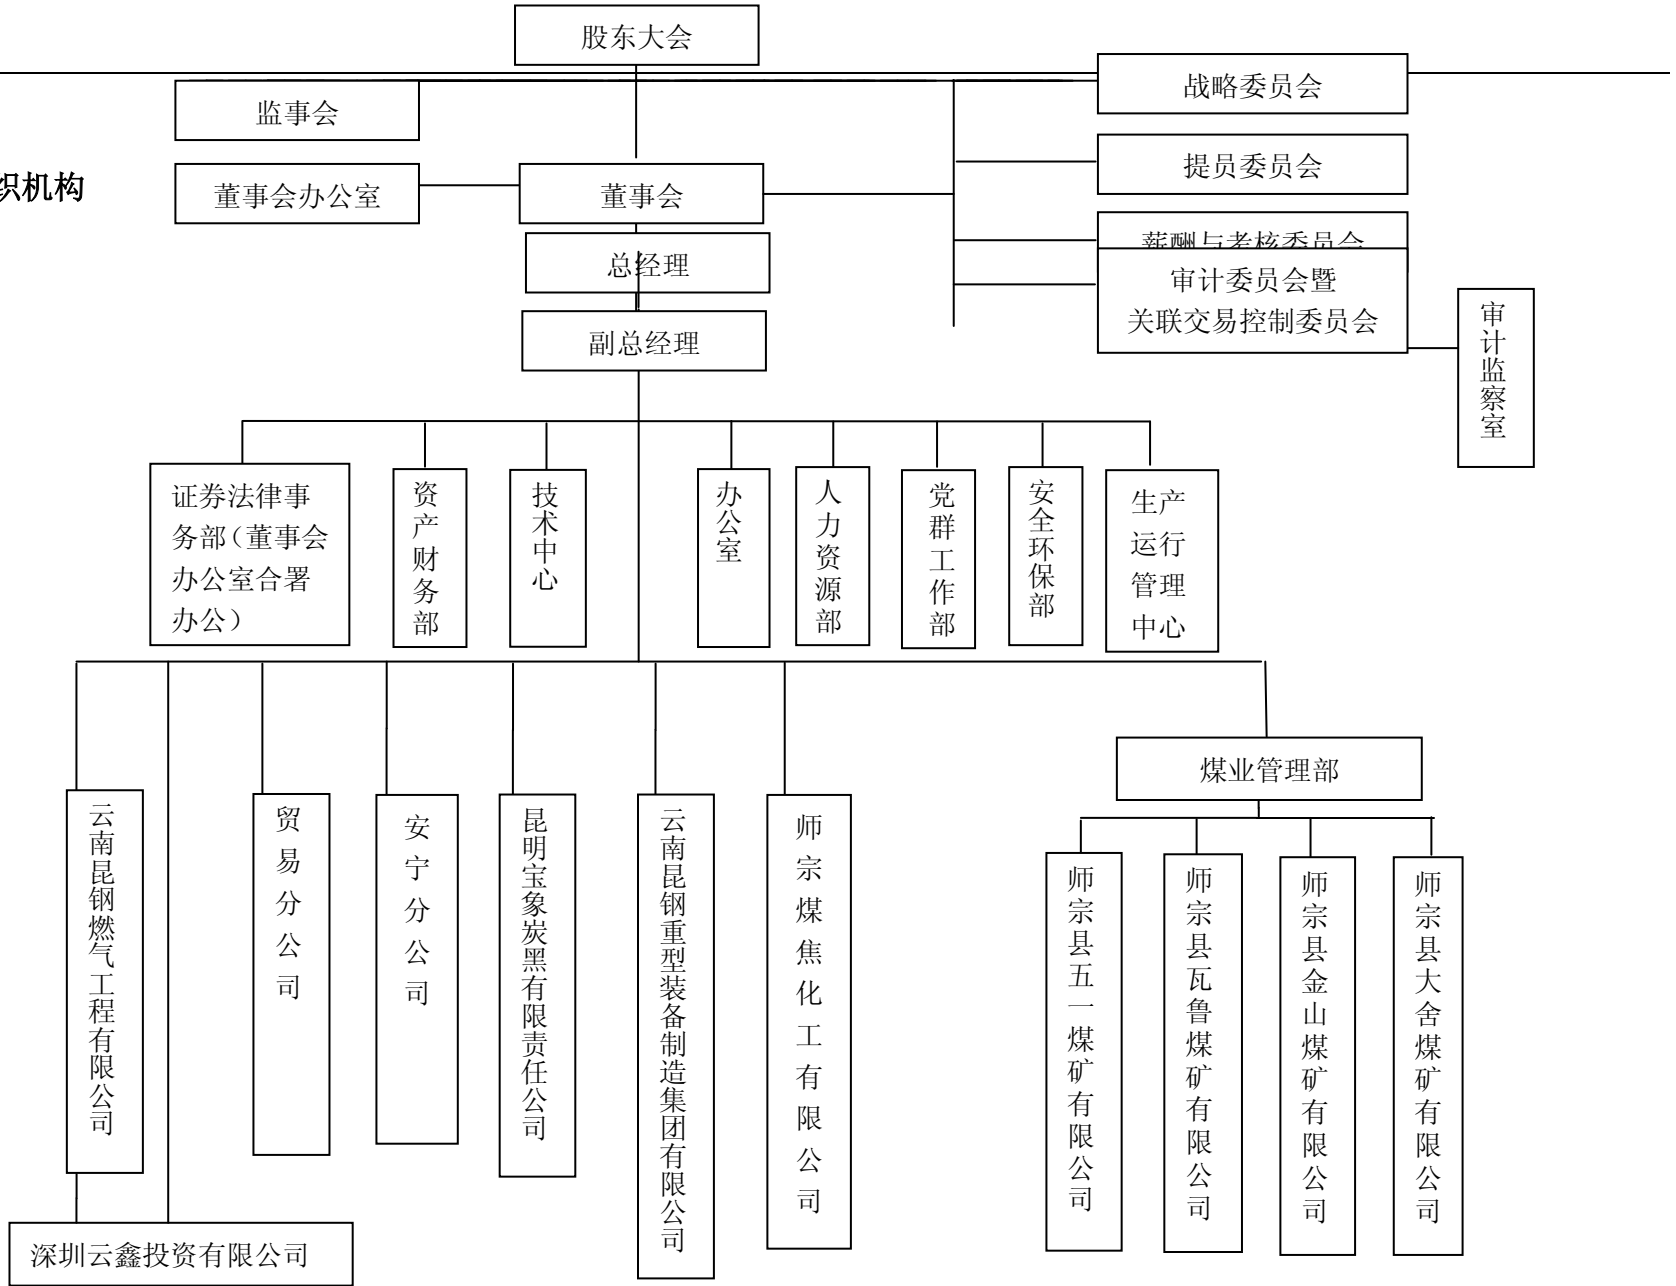 股东大会
战略委员会
监事会
提员委员会
织机构
董事会办公室
董事会
薪酬与考核委员会
总经理
审计委员会暨
关联交易控制委员会
副总经理
审计监察室
证券法律事
务部（董事会
办公室合署
办公）
资产财务部
技术中心
办公室
人力资源部
党群工作部
安全环保部
生产
运行
管理
中心
煤业管理部
云南昆钢燃气工程有限公司
贸易分公司
安宁分公司
昆明宝象炭黑有限责任公司
云南昆钢重型装备制造集团有限公司
师宗煤焦化工有限公司
师宗县五一煤矿有限公司
师宗县瓦鲁煤矿有限公司
师宗县金山煤矿有限公司
师宗县大舍煤矿有限公司
深圳云鑫投资有限公司